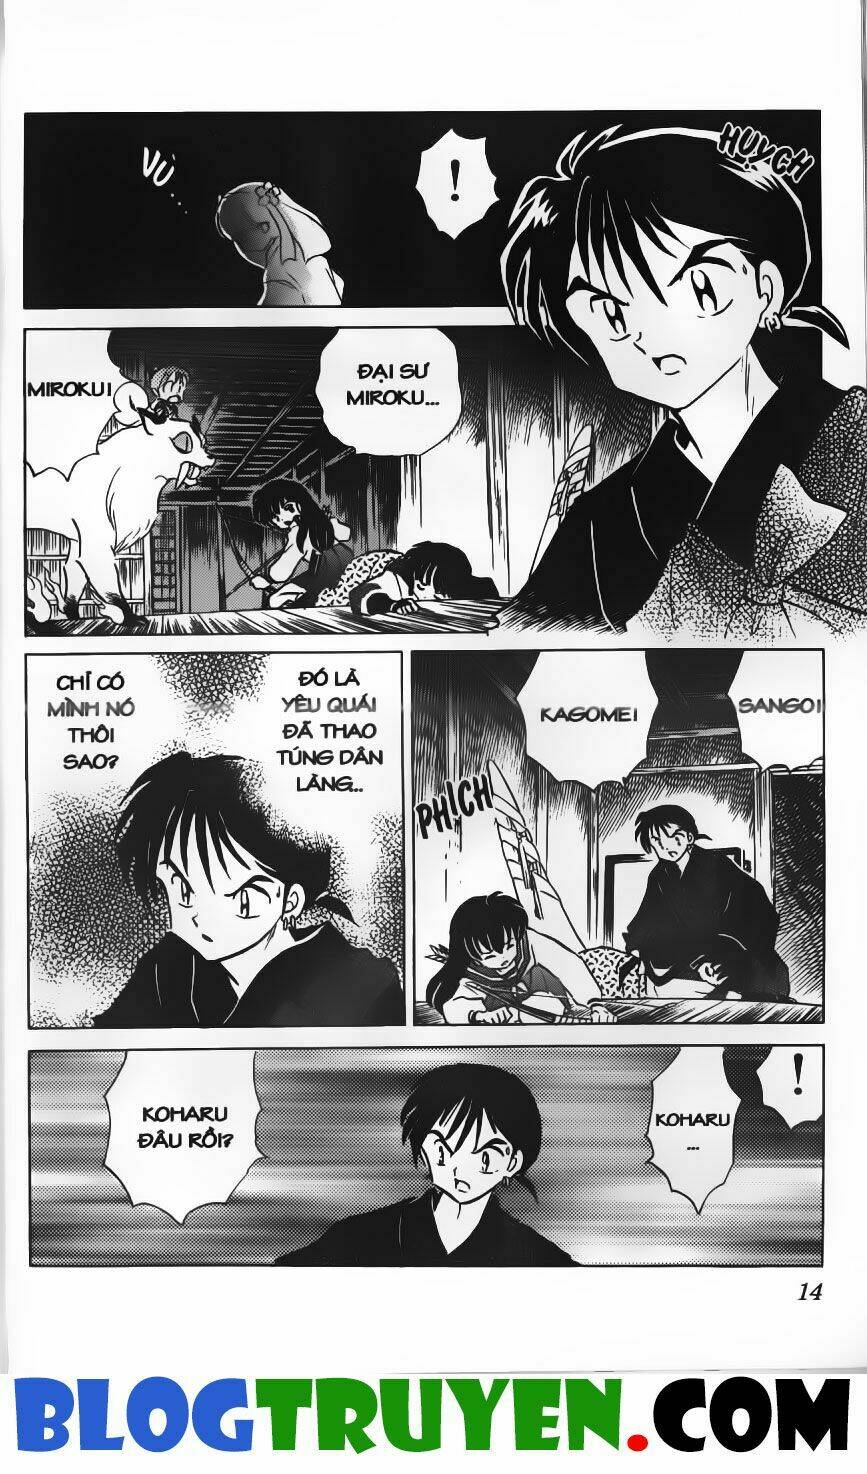 HỤYCH
!
VÙ...
ĐẠI SƯ
MIROKU...
MIROKU!
SANGO!
KAGOME!
PHỊCH
ĐÓ LÀ
YÊU QUÁI
ĐÃ THAO
TÚNG DÂN
LÀNG...
CHỈ CÓ
MÌNH NÓ
THÔI
SAO?
!
KOHARU
...
KOHARU
ĐÂU RỒI?
14
BLOGTRUYEN.COM